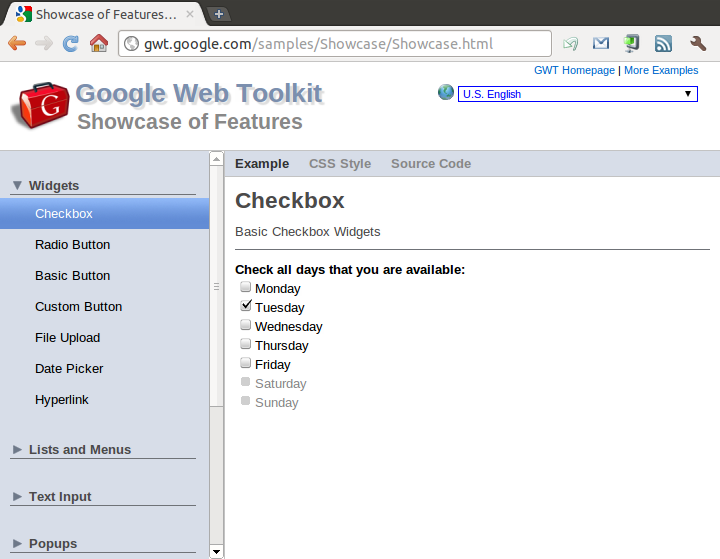 Showcase of Features...
gwt.google.com/samples/Showcase/Showcase.html
GWT Homepage | More Examples
G
Google Web Toolkit
Showcase of Features
U.S. English
Widgets
Checkbox
Radio Button
Basic Button
Custom Button
File Upload
Date Picker
Hyperlink
Lists and Menus
Text Input
Popups
Example CSS Style Source Code
Checkbox
Basic Checkbox Widgets
Check all days that you are available:
Monday
Tuesday
Wednesday
Thursday
Friday
Saturday
Sunday